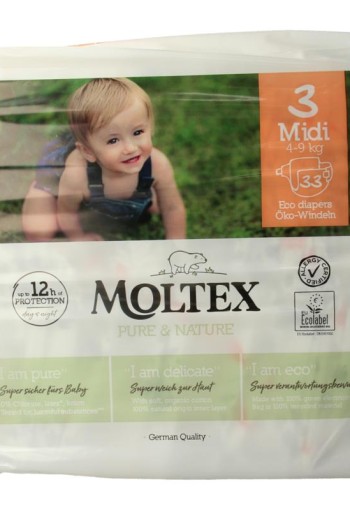 3
Midi
4-9 kg
33
Eco diapers
Öko-Windeln
up to 12h of
PROTECTION
day & night
ALLERGY CERTIFIED
MOLTEX
PURE & NATURE
Ecolabel
I am pure
Super sicher fürs Baby
I am delicate
Super weich zur Haut
I am eco
Super verantwortungsbewu
German Quality